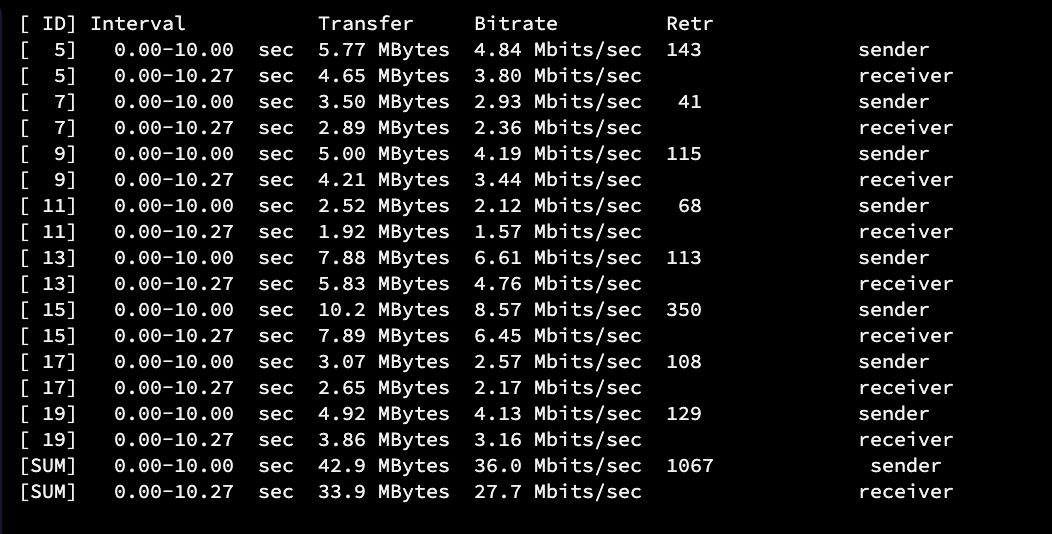 [ ID] Interval           Transfer     Bitrate         Retr
[  5]   0.00-10.00  sec  5.77 MBytes  4.84 Mbits/sec  143             sender
[  5]   0.00-10.27  sec  4.65 MBytes  3.80 Mbits/sec                  receiver
[  7]   0.00-10.00  sec  3.50 MBytes  2.93 Mbits/sec   41             sender
[  7]   0.00-10.27  sec  2.89 MBytes  2.36 Mbits/sec                  receiver
[  9]   0.00-10.00  sec  5.00 MBytes  4.19 Mbits/sec  115             sender
[  9]   0.00-10.27  sec  4.21 MBytes  3.44 Mbits/sec                  receiver
[ 11]   0.00-10.00  sec  2.52 MBytes  2.12 Mbits/sec   68             sender
[ 11]   0.00-10.27  sec  1.92 MBytes  1.57 Mbits/sec                  receiver
[ 13]   0.00-10.00  sec  7.88 MBytes  6.61 Mbits/sec  113             sender
[ 13]   0.00-10.27  sec  5.83 MBytes  4.76 Mbits/sec                  receiver
[ 15]   0.00-10.00  sec  10.2 MBytes  8.57 Mbits/sec  350             sender
[ 15]   0.00-10.27  sec  7.89 MBytes  6.45 Mbits/sec                  receiver
[ 17]   0.00-10.00  sec  3.07 MBytes  2.57 Mbits/sec  108             sender
[ 17]   0.00-10.27  sec  2.65 MBytes  2.17 Mbits/sec                  receiver
[ 19]   0.00-10.00  sec  4.92 MBytes  4.13 Mbits/sec  129             sender
[ 19]   0.00-10.27  sec  3.86 MBytes  3.16 Mbits/sec                  receiver
[SUM]   0.00-10.00  sec  42.9 MBytes  36.0 Mbits/sec  1067             sender
[SUM]   0.00-10.27  sec  33.9 MBytes  27.7 Mbits/sec                  receiver